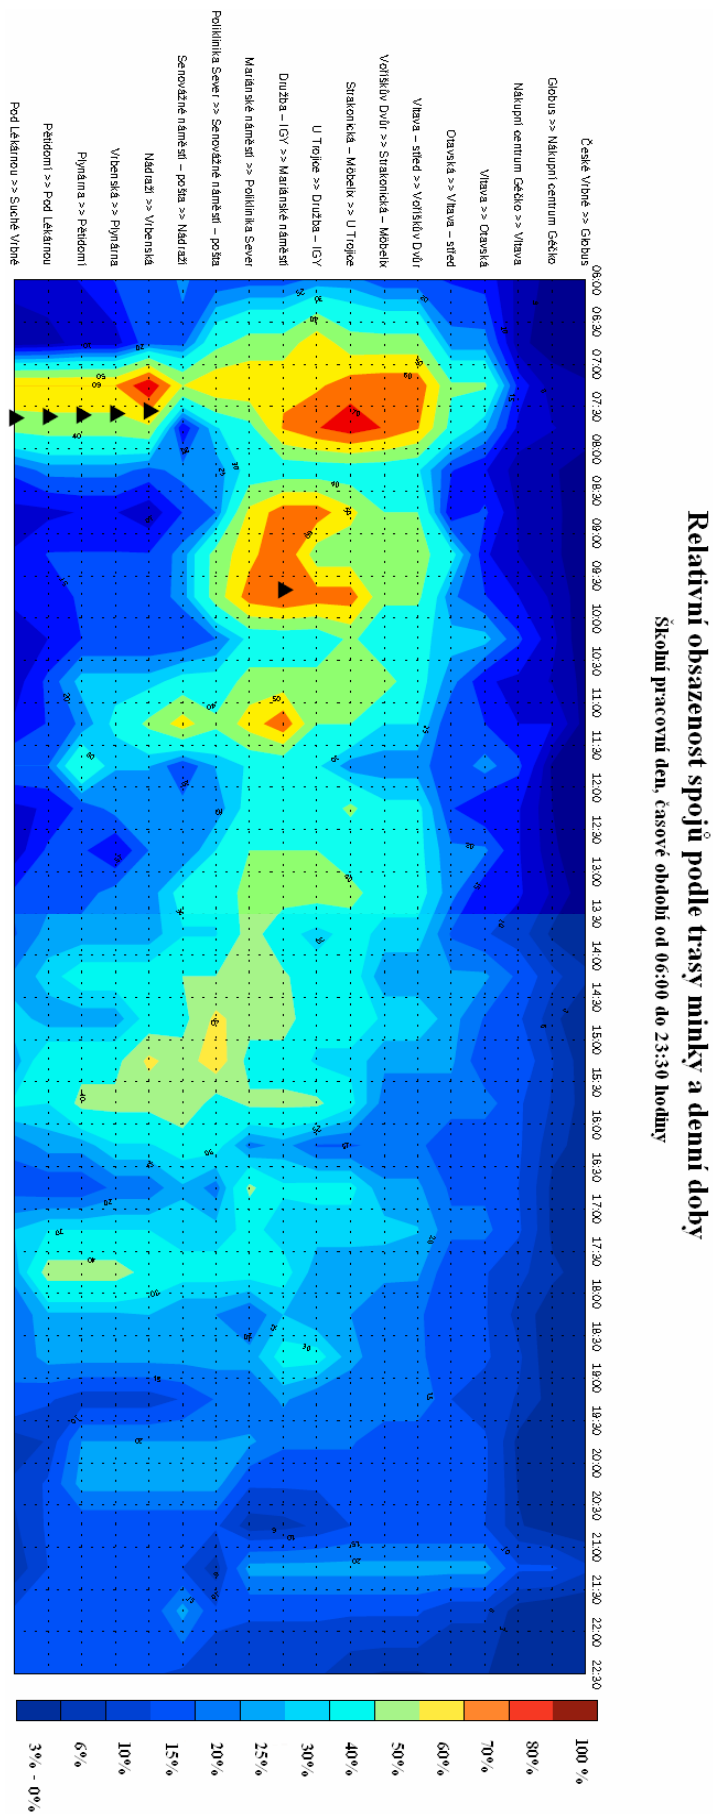 Relativní obsazenost spojů podle trasy minky a denní doby
Školní pracovní den, časové období od 06:00 do 23:30 hodiny
České Vrbné >> Globus
Globus >> Nákupní centrum Géčko
Nákupní centrum Géčko >> Vltava
Vltava >> Otavská
Otavská >> Vltava – střed
Vltava – střed >> Voříškův Dvůr
Voříškův Dvůr >> Strakonická – Möbelix
Strakonická – Möbelix >> U Trojice
U Trojice >> Družba – IGY
Družba – IGY >> Mariánské náměstí
Mariánské náměstí >> Poliklinika Sever
Poliklinika Sever >> Senovážné náměstí – pošta
Senovážné náměstí – pošta >> Nádraží
Nádraží >> Vrbenská
Vrbenská >> Plynárna
Plynárna >> Pětidomí
Pětidomí >> Pod Lékárnou
Pod Lékárnou >> Suché Vrbné
06:00
06:30
07:00
07:30
08:00
08:30
09:00
09:30
10:00
10:30
11:00
11:30
12:00
12:30
13:00
13:30
14:00
14:30
15:00
15:30
16:00
16:30
17:00
17:30
18:00
18:30
19:00
19:30
20:00
20:30
21:00
21:30
22:00
22:30
100 %
80%
70%
60%
50%
40%
30%
25%
20%
15%
10%
6%
3% - 0%